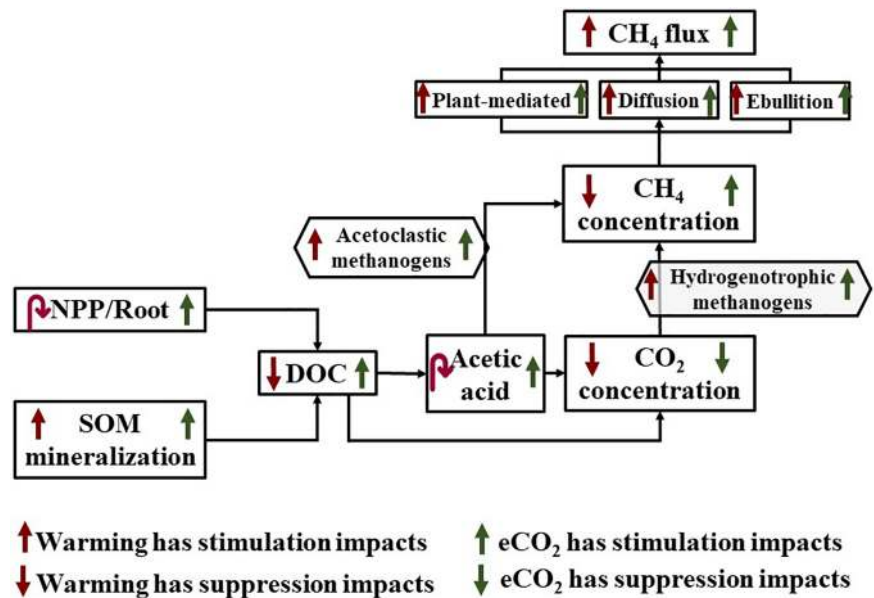 CH₄ flux
Plant-mediated
Diffusion
Ebullition
CH₄
concentration
Acetoclastic
methanogens
Hydrogenotrophic
methanogens
NPP/Root
DOC
Acetic
acid
CO₂
concentration
SOM
mineralization
Warming has stimulation impacts
eCO₂ has stimulation impacts
Warming has suppression impacts
eCO₂ has suppression impacts